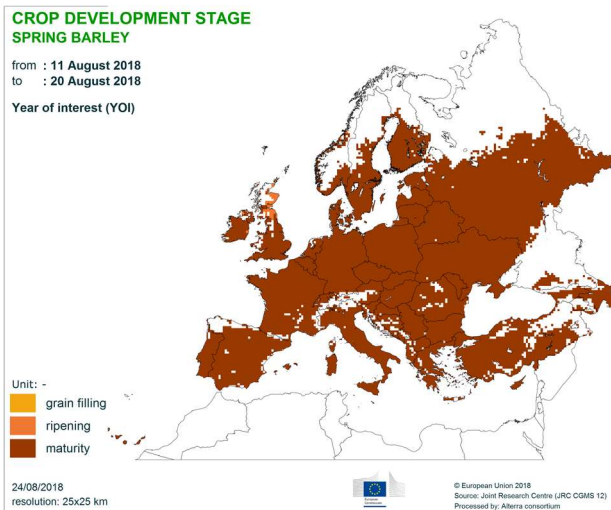 CROP DEVELOPMENT STAGE
SPRING BARLEY
from : 11 August 2018
to : 20 August 2018
Year of interest (YOI)
Unit: -
grain filling
ripening
maturity
24/08/2018
resolution: 25x25 km
© European Union 2018
Source: Joint Research Centre (JRC CGMS 12)
Processed by: Alterra consortium